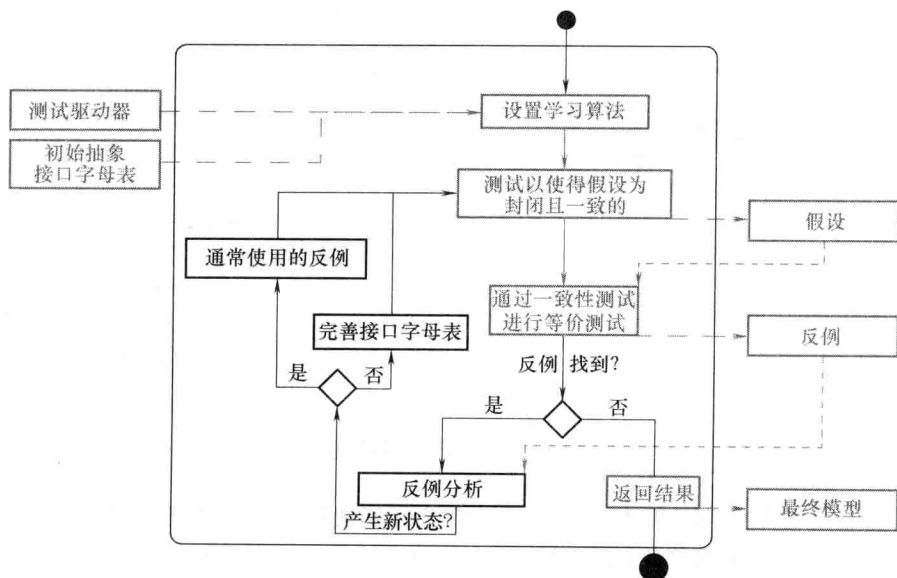 测试驱动器
初始抽象
接口字母表
设置学习算法
测试以使得假设为
封闭且一致的
假设
通常使用的反例
通过一致性测试
进行等价测试
反例
完善接口字母表
反例 找到?
是
否
是
否
反例分析
返回结果
最终模型
产生新状态?